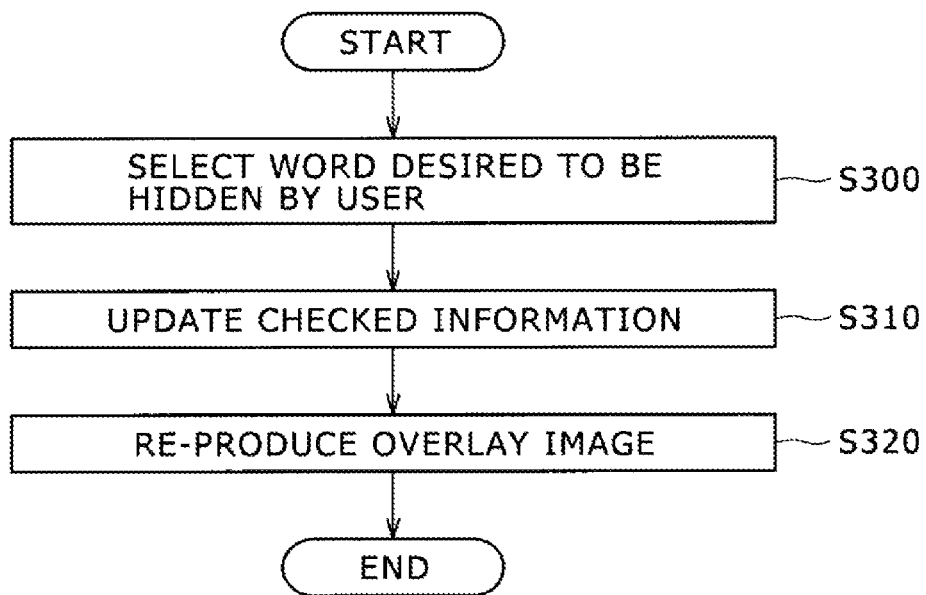 START
SELECT WORD DESIRED TO BE
HIDDEN BY USER
S300
UPDATE CHECKED INFORMATION
S310
RE-PRODUCE OVERLAY IMAGE
S320
END